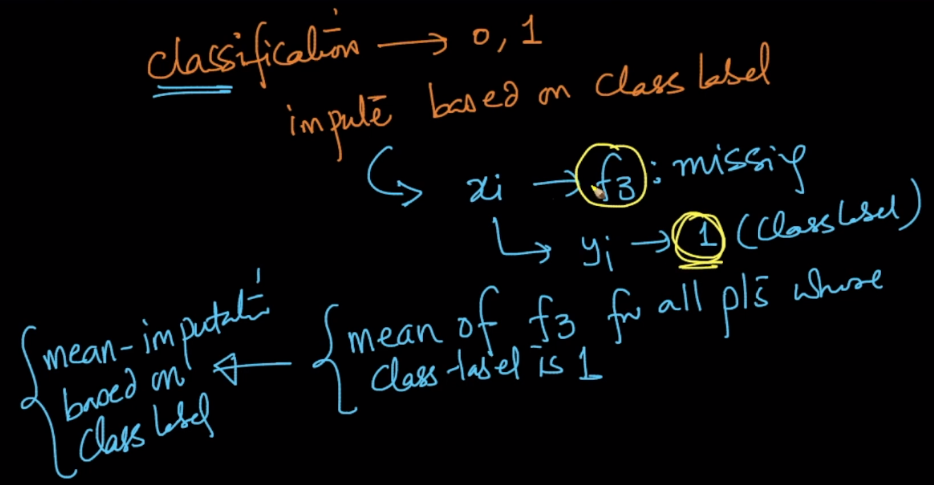 classification → 0, 1
impute based on class label
xi → f3 : missing
yi → 1 (class label)
{ mean of f3 for all pts whose
class-label is 1
{ mean-imputation
based on
class label